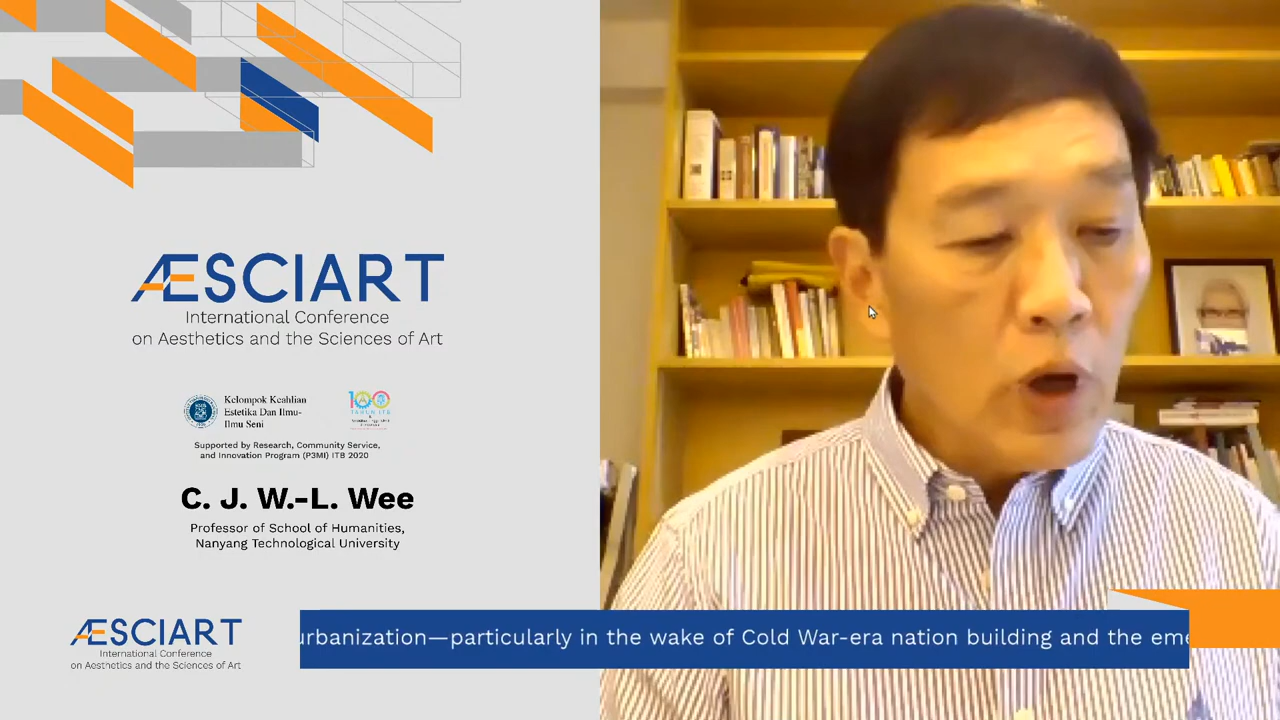 ÆSCIART
International Conference
on Aesthetics and the Sciences of Art
Kelompok Keahlian
Estetika Dan Ilmu-
Ilmu Seni
100
TAHUN ITB
Supported by Research, Community Service,
and Innovation Program (P3MI) ITB 2020
C. J. W.-L. Wee
Professor of School of Humanities,
Nanyang Technological University
ÆSCIART
International Conference
on Aesthetics and the Sciences of Art
urbanization—particularly in the wake of Cold War-era nation building and the eme